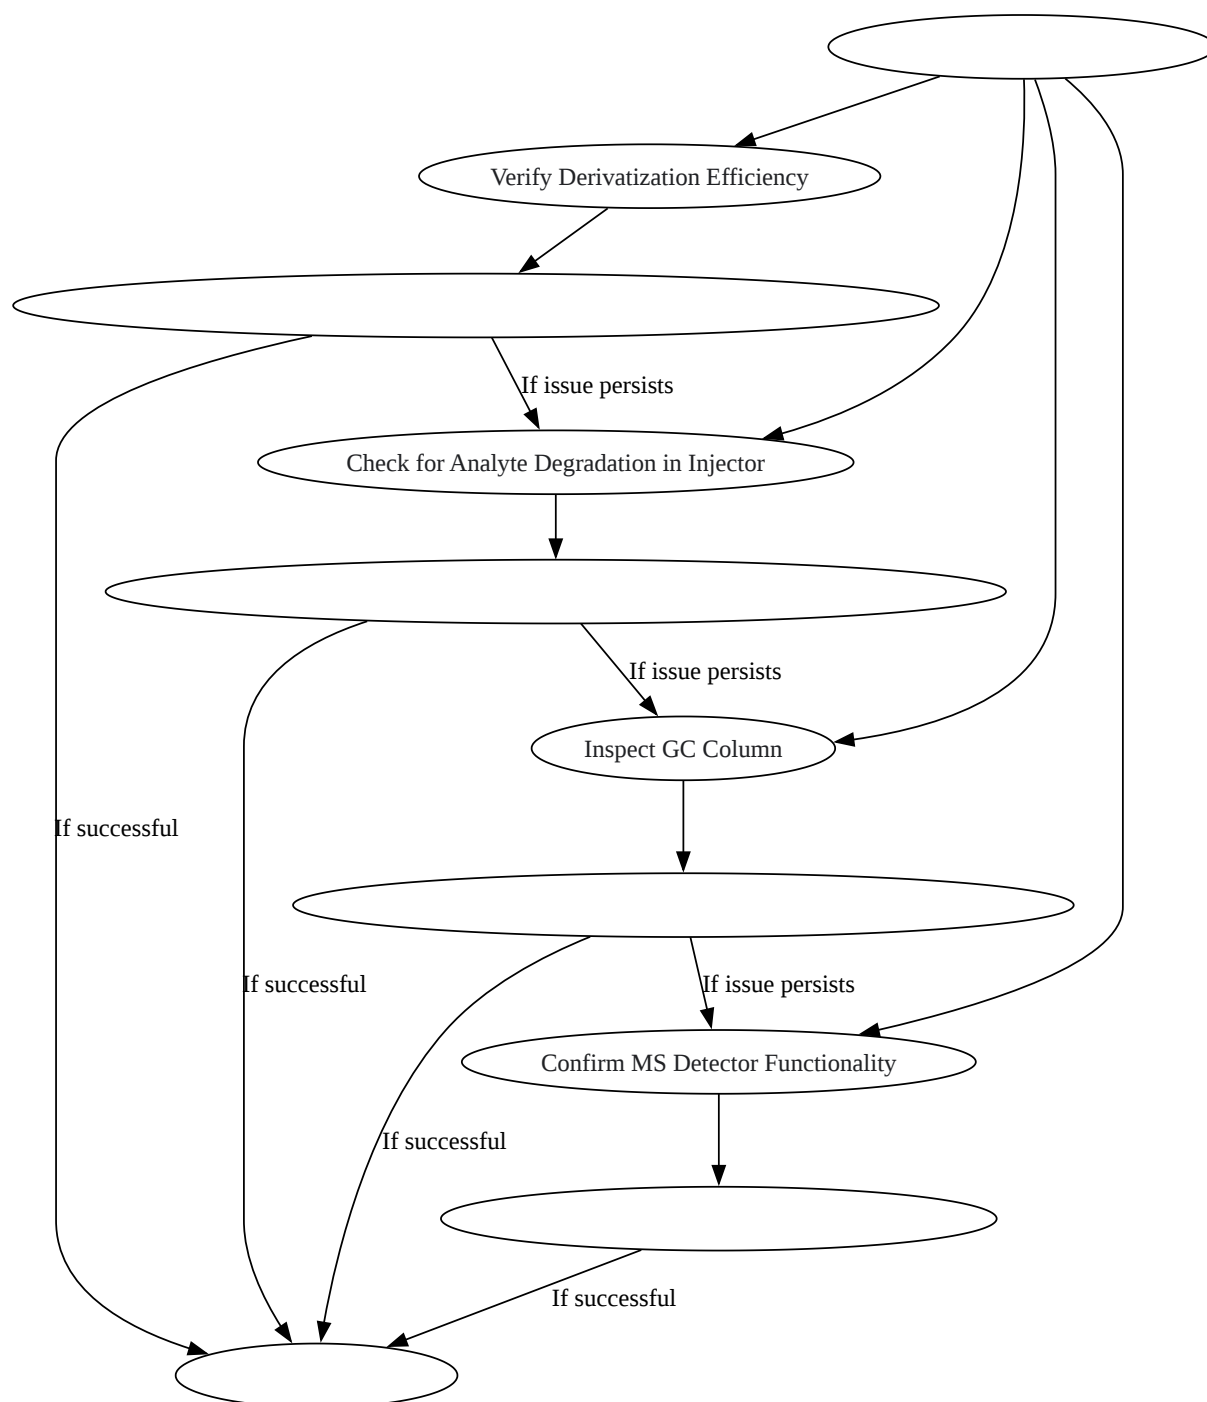 Verify Derivatization Efficiency
If issue persists
Check for Analyte Degradation in Injector
If issue persists
Inspect GC Column
If successful
If successful
If issue persists
Confirm MS Detector Functionality
If successful
If successful